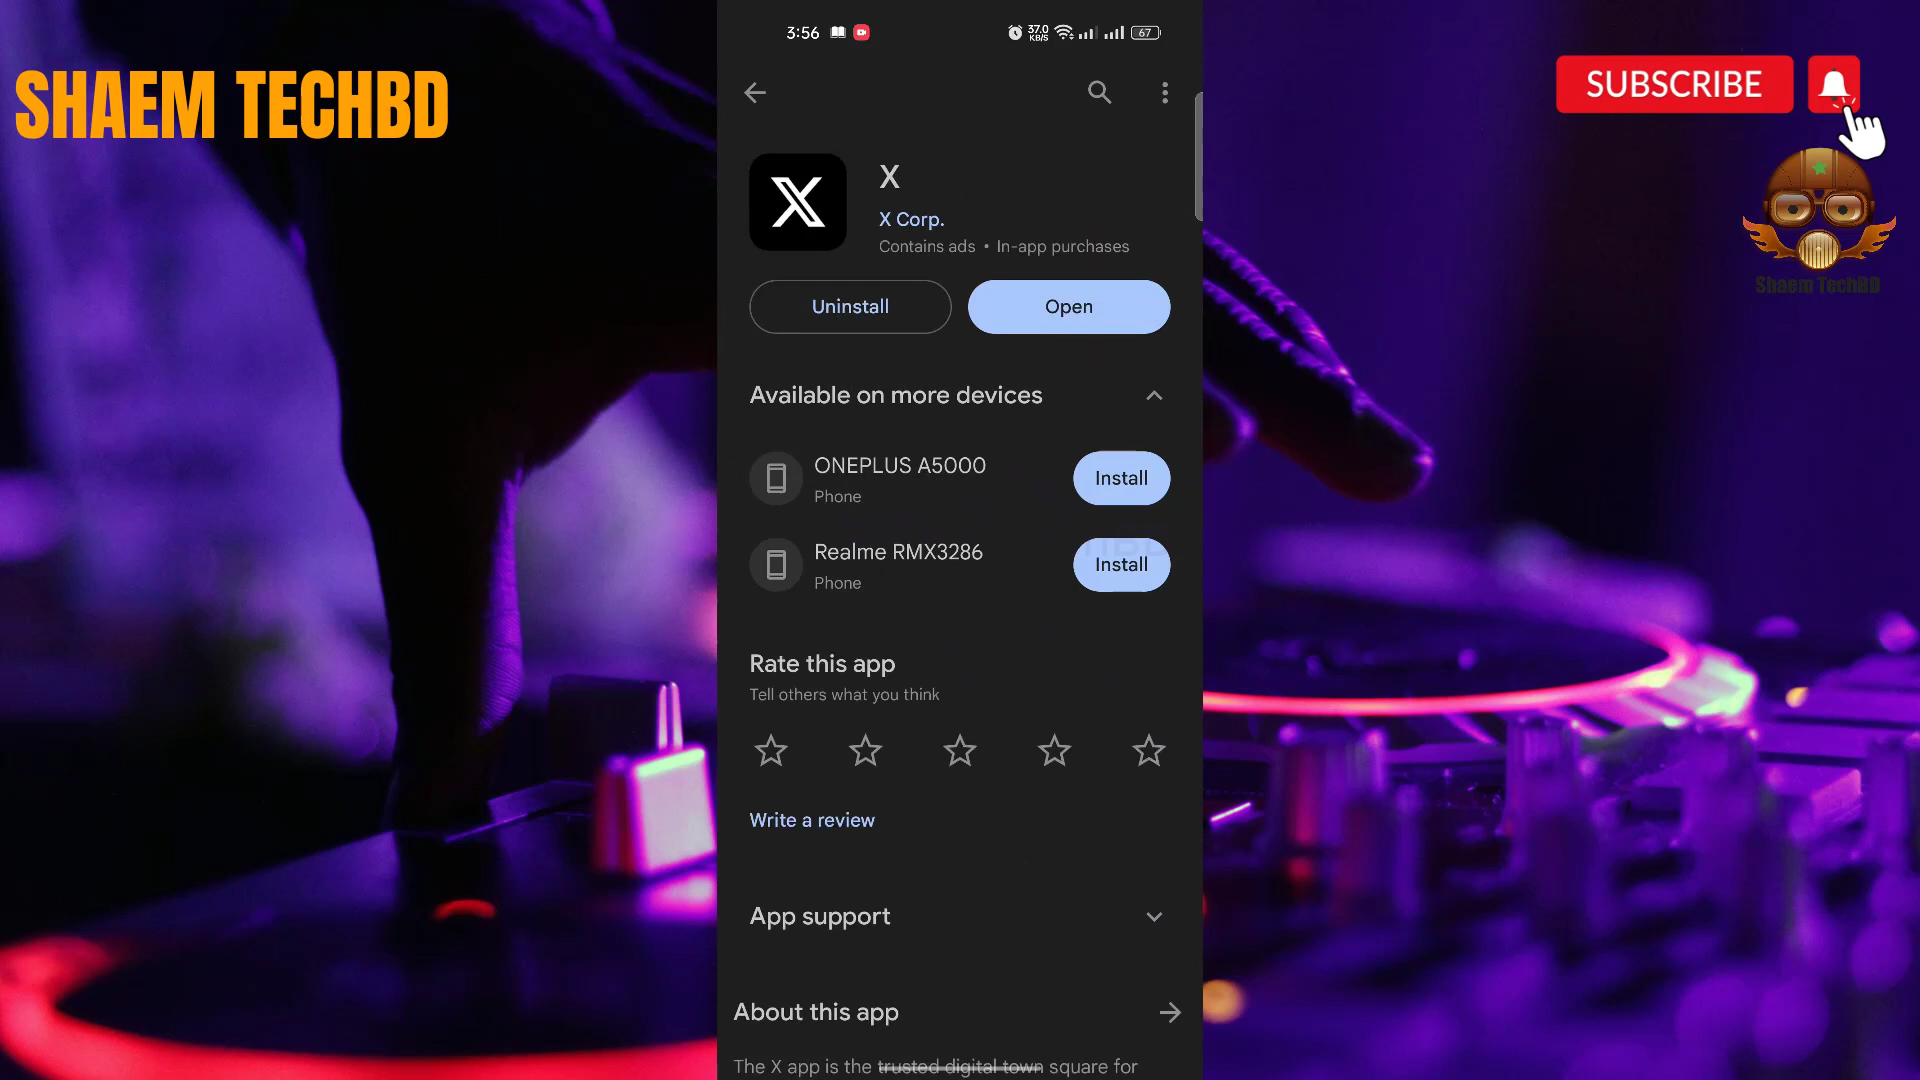 SHAEM TECHBD
SUBSCRIBE
Shaem TechBD
3:56
37.0
KB/S
67
X
X Corp.
Contains ads • In-app purchases
Uninstall
Open
Available on more devices
ONEPLUS A5000
Phone
Install
Realme RMX3286
Phone
Install
Rate this app
Tell others what you think
Write a review
App support
About this app
The X app is the trusted digital town square for